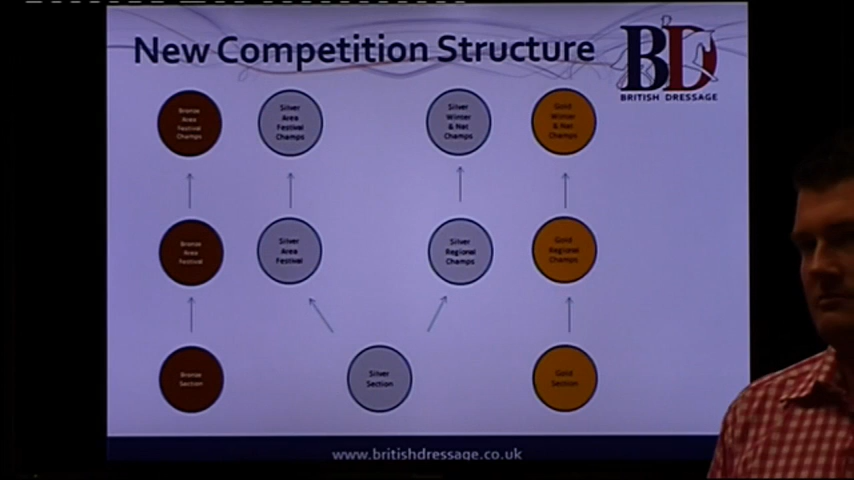 New Competition Structure
BD
BRITISH DRESSAGE
Bronze
Area
Festival
Champs
Silver
Area
Festival
Champs
Silver
Winter
& Nat
Champs
Gold
Winter
& Nat
Champs
Bronze
Area
Festival
Silver
Area
Festival
Silver
Regional
Champs
Gold
Regional
Champs
Bronze
Section
Silver
Section
Gold
Section
www.britishdressage.co.uk